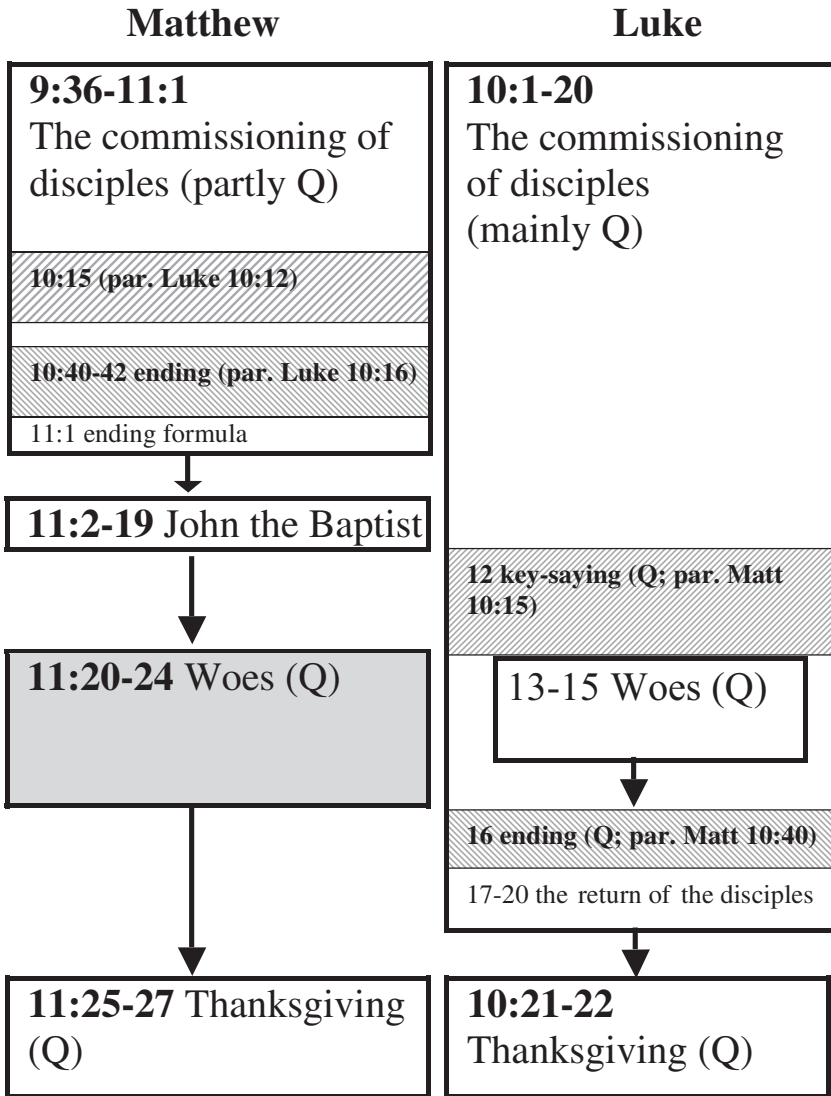 Matthew
9:36-11:1
The commissioning of
disciples (partly Q)
10:15 (par. Luke 10:12)
10:40-42 ending (par. Luke 10:16)
11:1 ending formula
11:2-19 John the Baptist
11:20-24 Woes (Q)
11:25-27 Thanksgiving
(Q)
Luke
10:1-20
The commissioning
of disciples
(mainly Q)
12 key-saying (Q; par. Matt
10:15)
13-15 Woes (Q)
16 ending (Q; par. Matt 10:40)
17-20 the return of the disciples
10:21-22
Thanksgiving (Q)